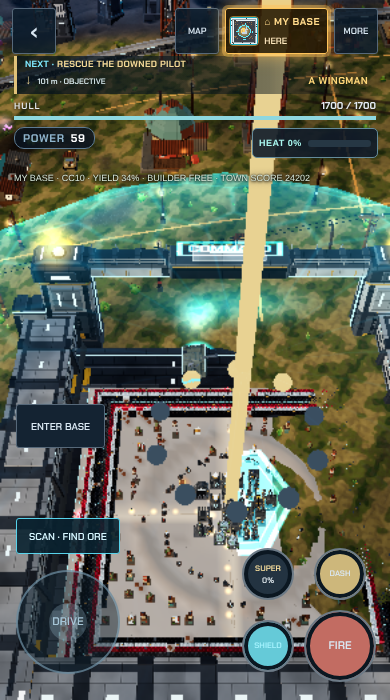 ‹
MAP
⌂ MY BASE
HERE
MORE
NEXT · RESCUE THE DOWNED PILOT
↓ 101 m · OBJECTIVE
A WINGMAN
HULL
1700 / 1700
POWER 59
HEAT 0%
MY BASE · CC10 · YIELD 34% · BUILDER FREE · TOWN SCORE 24202
COMMAND
ENTER BASE
SCAN · FIND ORE
SUPER
0%
DASH
DRIVE
SHIELD
FIRE